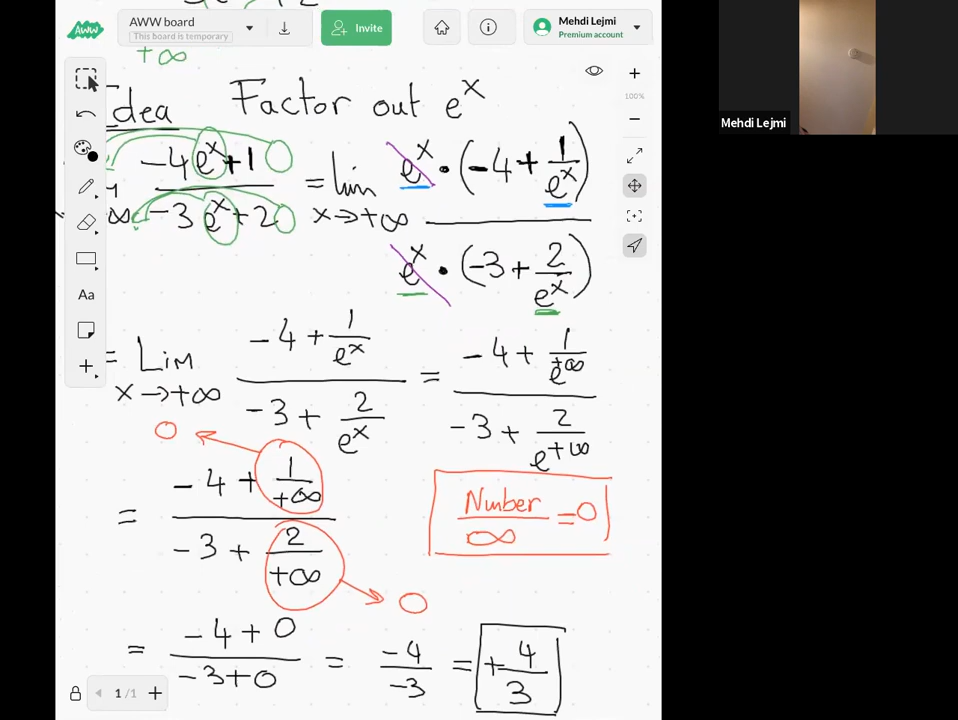 AWW board
This board is temporary
Invite
Mehdi Lejmi
Premium account
+∞
100%
Mehdi Lejmi
Idea Factor out e^x
-4e^x+1 / -3e^x+2 = lim x→+∞ e^x • (-4 + 1/e^x) / e^x • (-3 + 2/e^x)
= Lim x→+∞ -4 + 1/e^x / -3 + 2/e^x = -4 + 1/e^+∞ / -3 + 2/e^+∞
0
= -4 + 1/+∞ / -3 + 2/+∞
Number/∞ = 0
0
= -4+0 / -3+0 = -4/-3 = +4/3
Aa
1/1